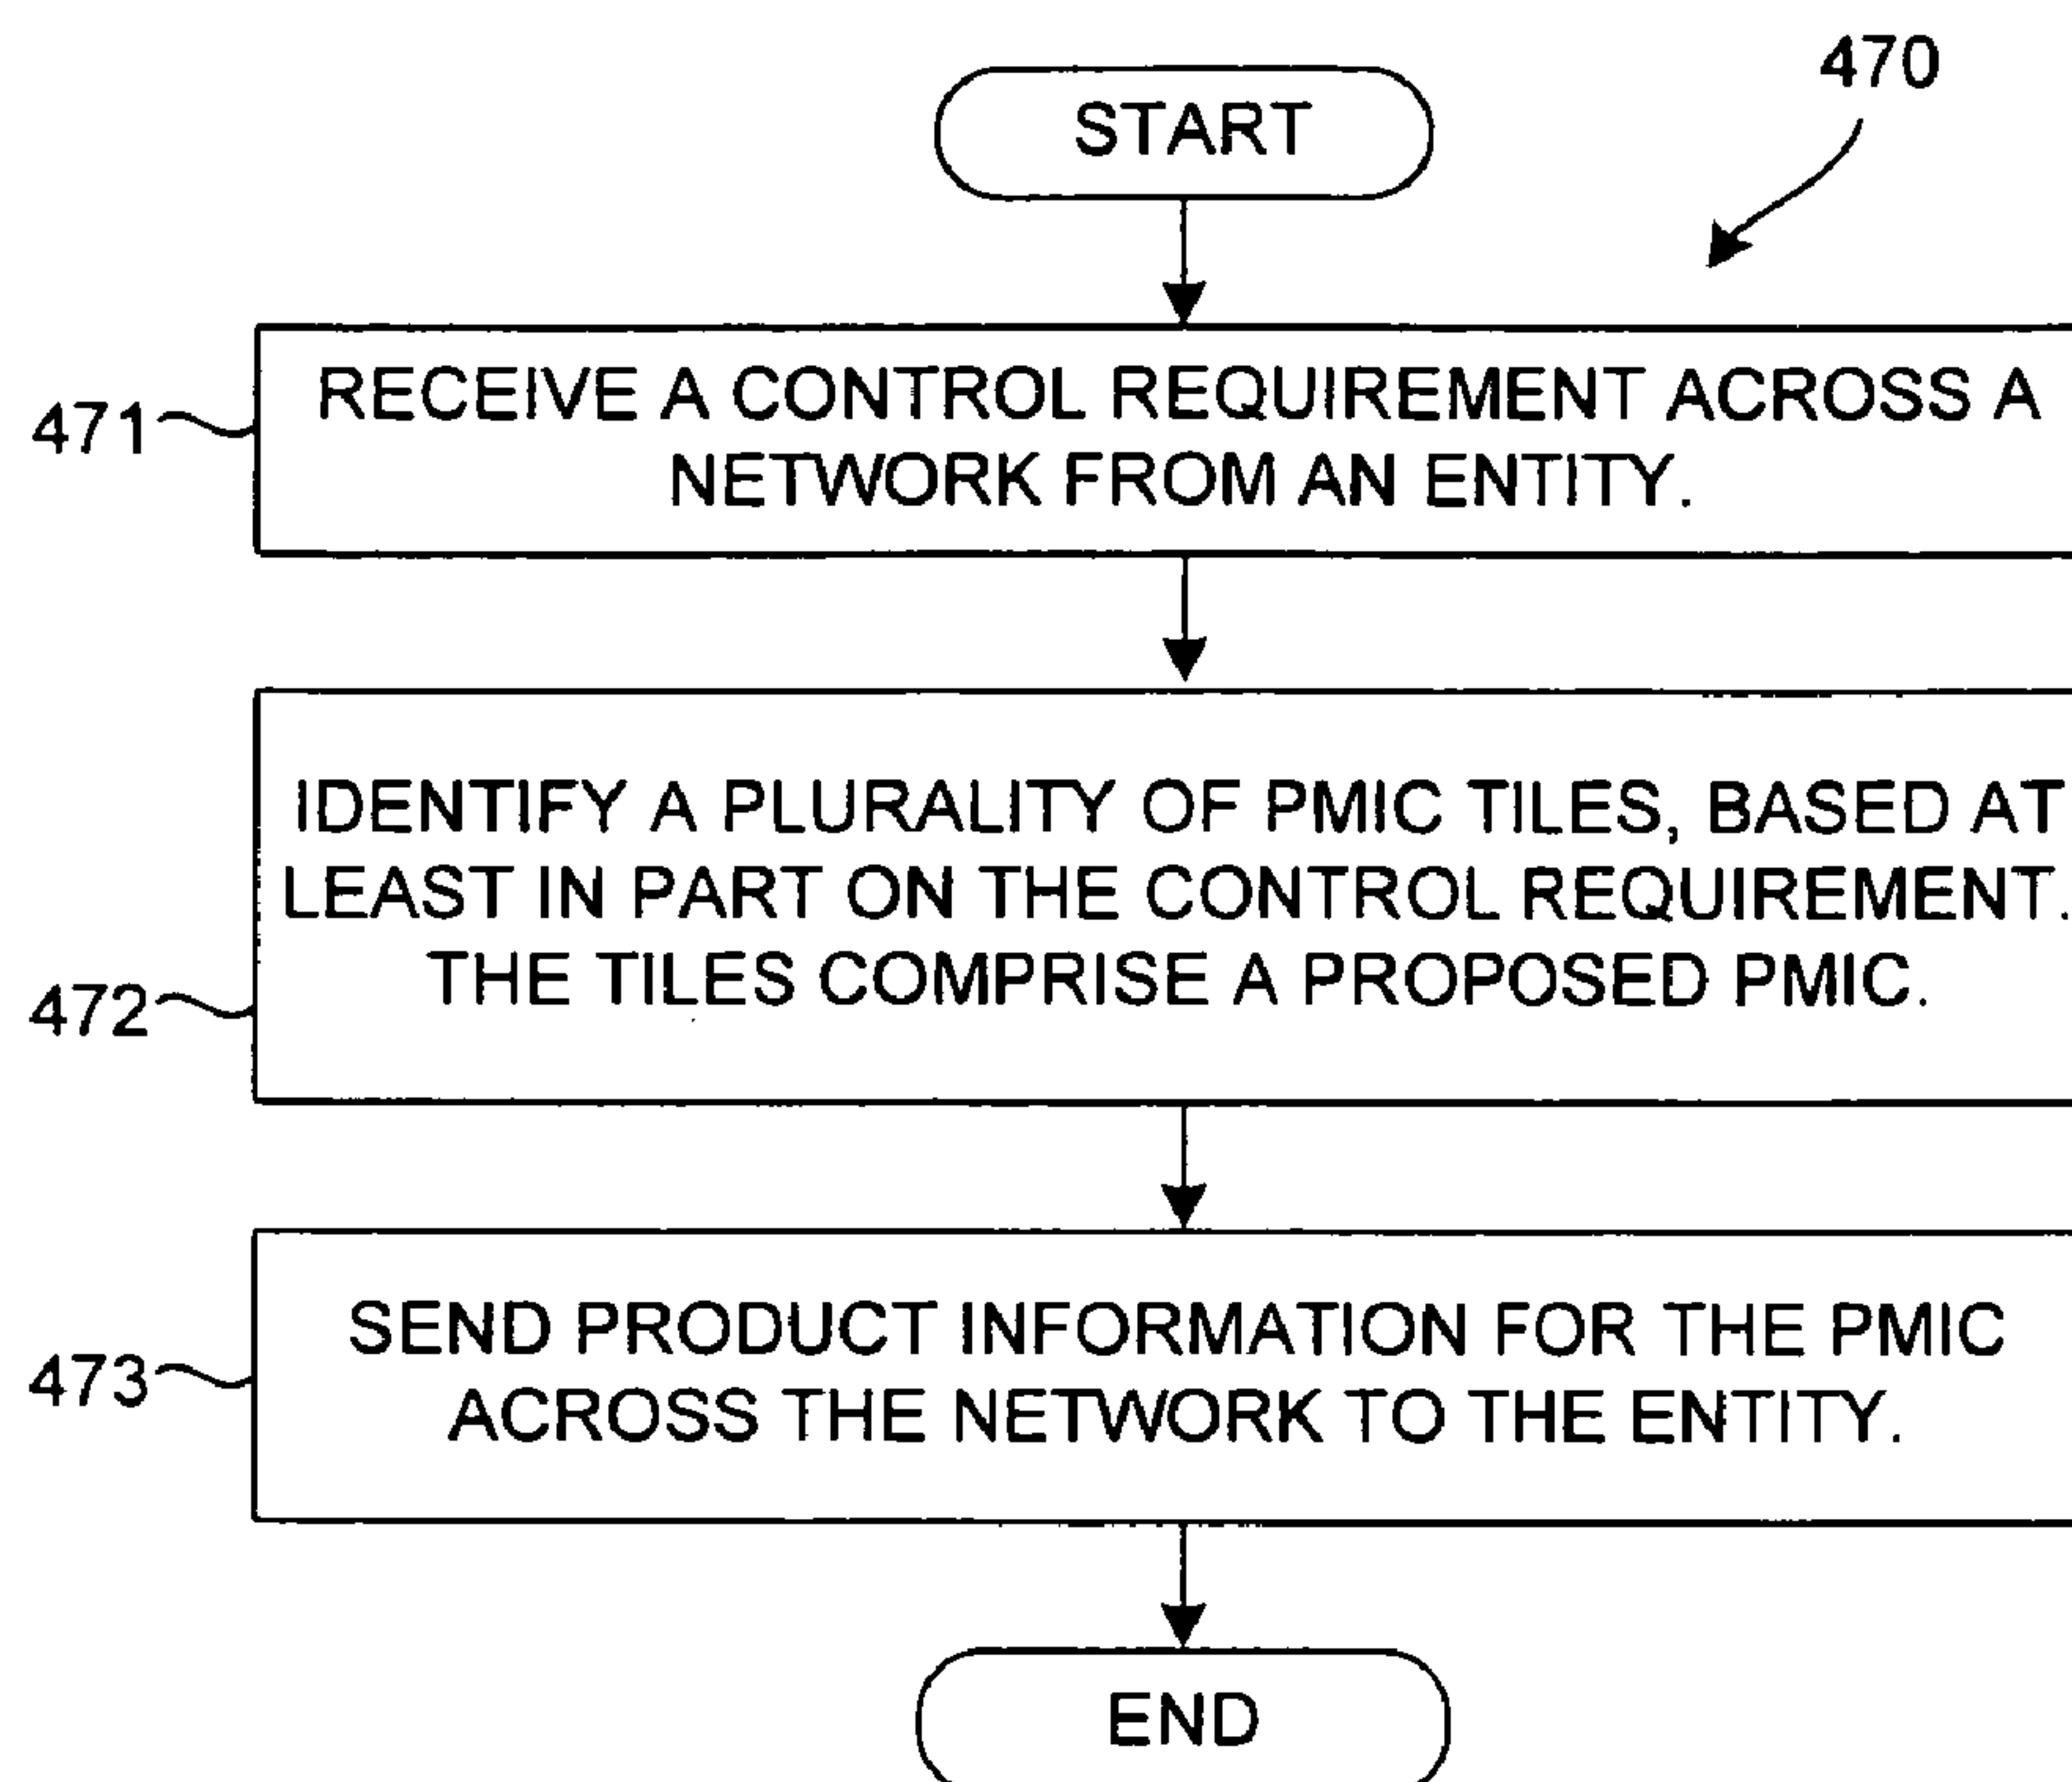 470
START
471
RECEIVE A CONTROL REQUIREMENT ACROSS A
NETWORK FROM AN ENTITY.
IDENTIFY A PLURALITY OF PMIC TILES, BASED AT
LEAST IN PART ON THE CONTROL REQUIREMENT.
THE TILES COMPRISE A PROPOSED PMIC.
472
SEND PRODUCT INFORMATION FOR THE PMIC
473
ACROSS THE NETWORK TO THE ENTITY.
END